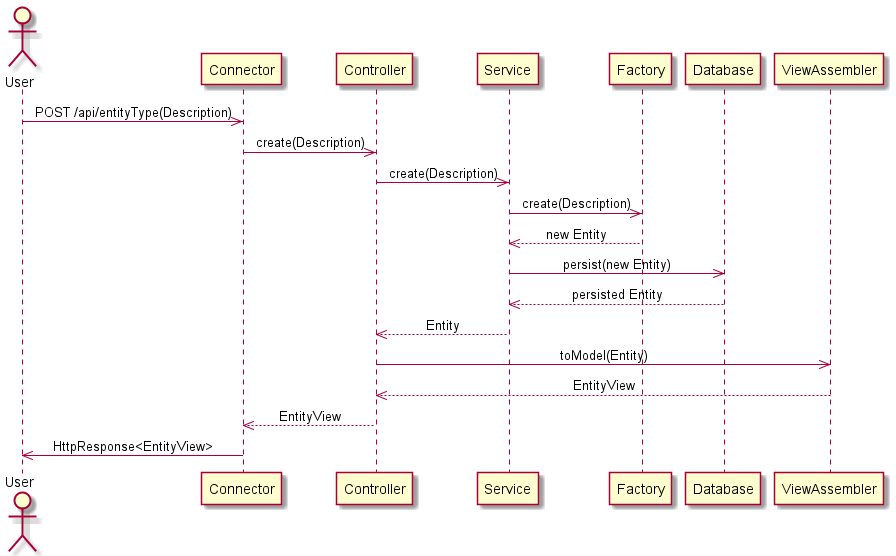 User
Connector
Controller
Service
Factory
Database
ViewAssembler
POST /api/entityType(Description)
create(Description)
create(Description)
create(Description)
new Entity
persist(new Entity)
persisted Entity
Entity
toModel(Entity)
EntityView
EntityView
HttpResponse<EntityView>
User
Connector
Controller
Service
Factory
Database
ViewAssembler